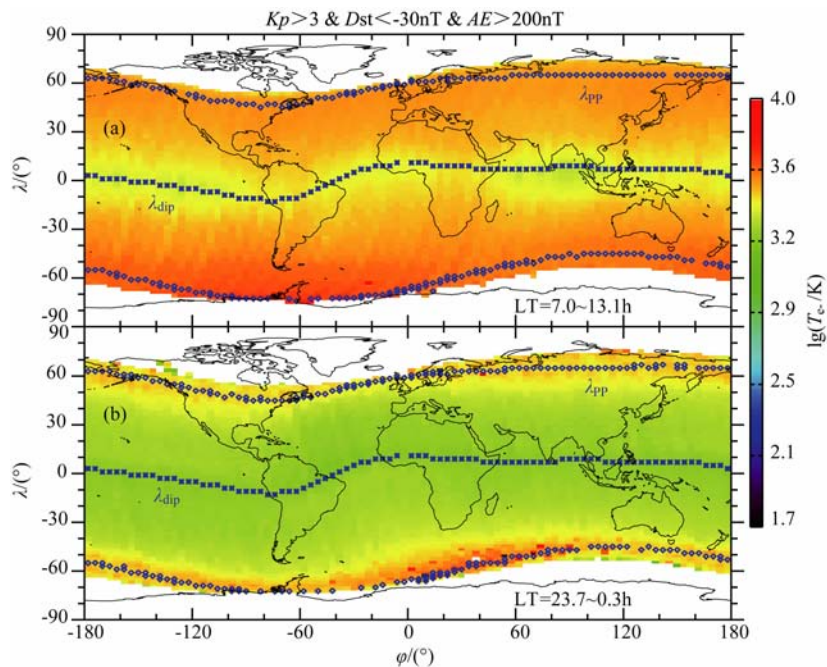 Kp>3 & Dst<-30nT & AE>200nT
90
60
30
0
-30
-60
-90
λ/(°)
(a)
λpp
λdip
LT=7.0~13.1h
90
60
30
0
-30
-60
-90
λ/(°)
(b)
λpp
λdip
LT=23.7~0.3h
-180
-120
-60
0
60
120
180
φ/(°)
4.0
3.6
3.3
2.9
2.5
2.1
1.7
lg(Te-/K)